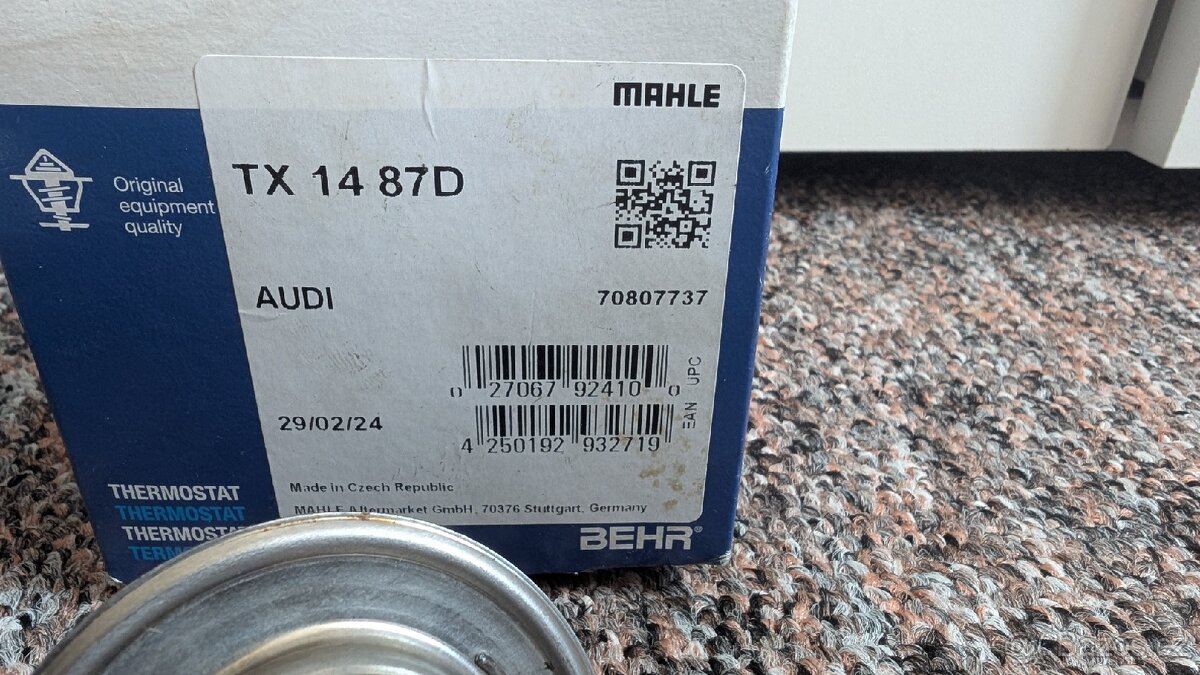 MAHLE
TX 14 87D
Original
equipment
quality
AUDI
70807737
0 27067 92410 0
UPC
EAN
29/02/24
4 250192 932719
Made in Czech Republic
MAHLE Aftermarket GmbH, 70376 Stuttgart, Germany
THERMOSTAT
THERMOSTAT
THERMOSTAT
BEHR®